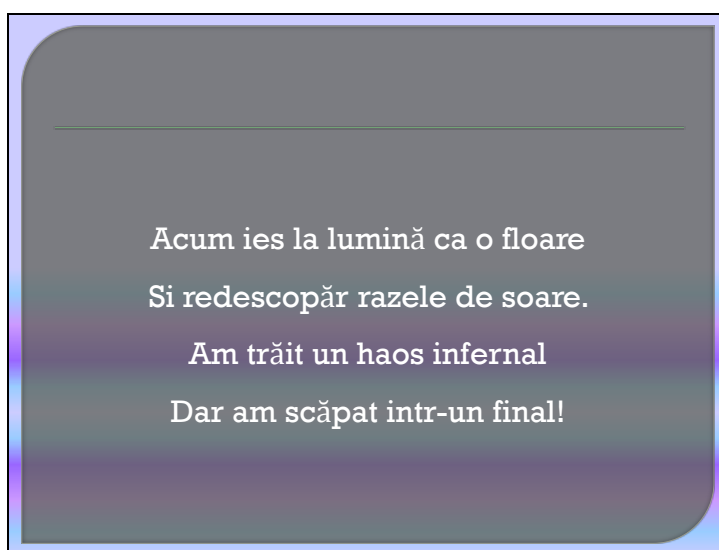 Acum ies la lumină ca o floare
Si redescopăr razele de soare.
Am trăit un haos infernal
Dar am scăpat intr-un final!